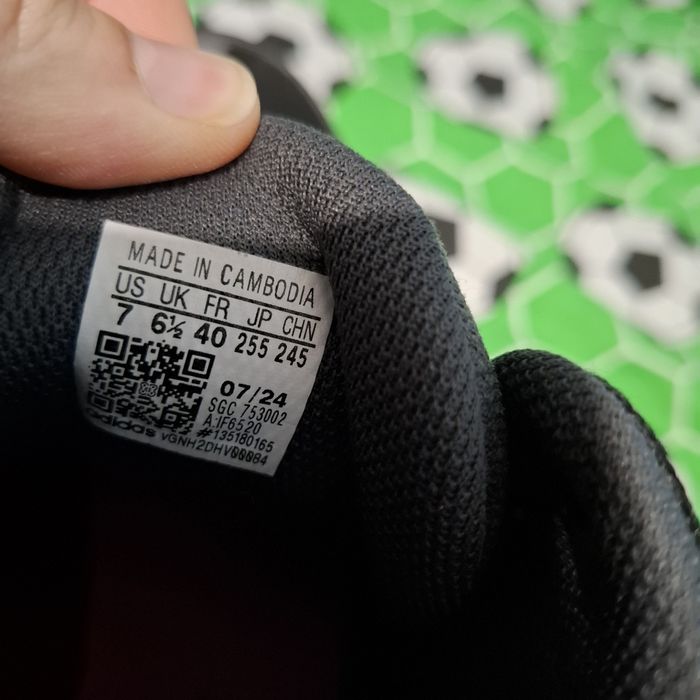 MADE IN CAMBODIA
US UK FR JP CHN
7 6½ 40 255 245
07/24
SGC 753002
A:IF6520
#135180165
adidas vGNH2DHV00084